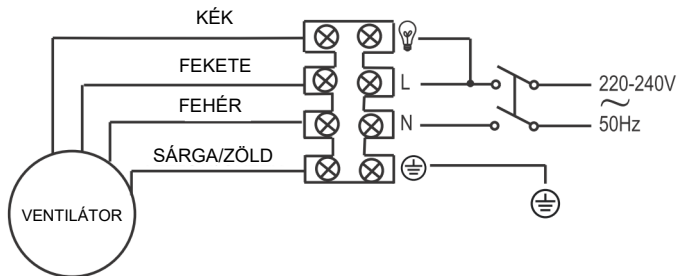 KÉK
FEKETE
L
220-240V
~
FEHÉR
N
50Hz
SÁRGA/ZÖLD
VENTILÁTOR